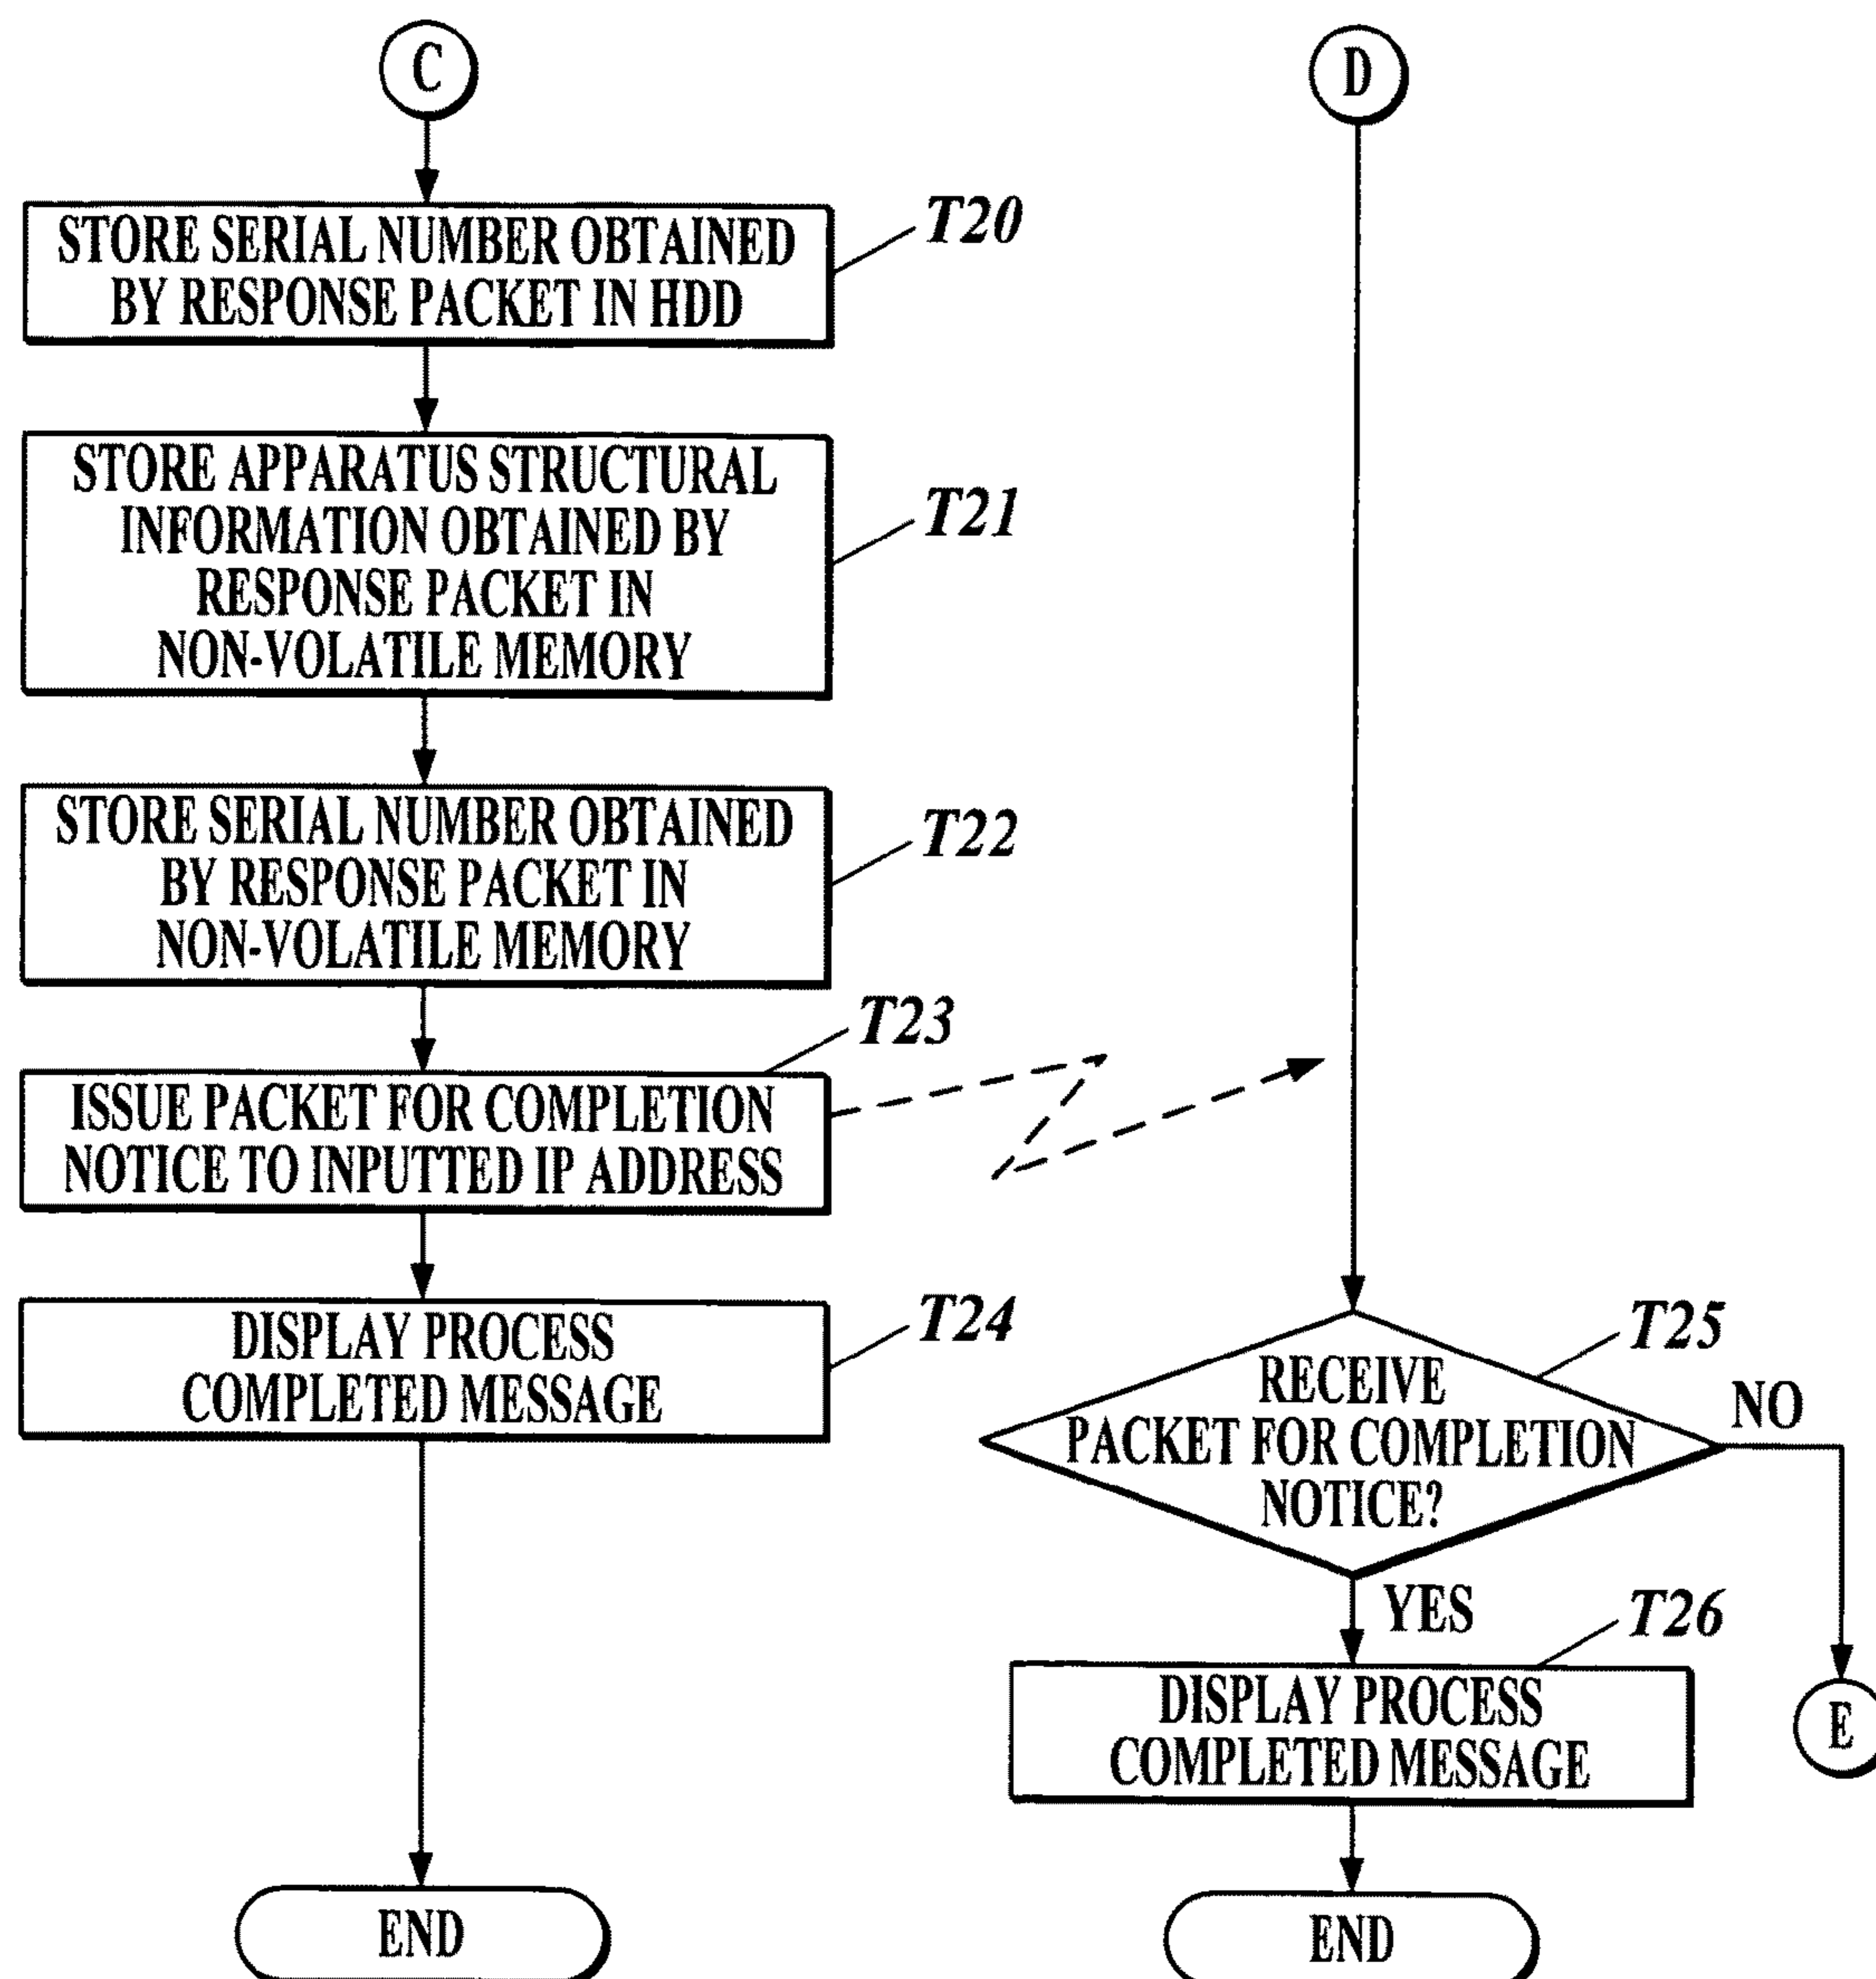 C
STORE SERIAL NUMBER OBTAINED
BY RESPONSE PACKET IN HDD
T20
STORE APPARATUS STRUCTURAL
INFORMATION OBTAINED BY
RESPONSE PACKET IN
NON-VOLATILE MEMORY
T21
STORE SERIAL NUMBER OBTAINED
BY RESPONSE PACKET IN
NON-VOLATILE MEMORY
T22
ISSUE PACKET FOR COMPLETION
NOTICE TO INPUTTED IP ADDRESS
T23
DISPLAY PROCESS
COMPLETED MESSAGE
T24
END
D
RECEIVE
PACKET FOR COMPLETION
NOTICE?
T25
NO
YES
E
DISPLAY PROCESS
COMPLETED MESSAGE
T26
END